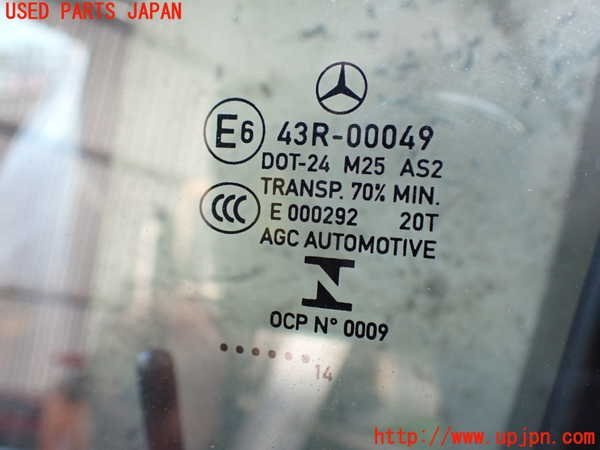 USED PARTS JAPAN
E6 43R-00049
DOT-24 M25 AS2
TRANSP. 70% MIN.
CCC E 000292 20T
AGC AUTOMOTIVE
OCP N° 0009
14
http://www.upjpn.com